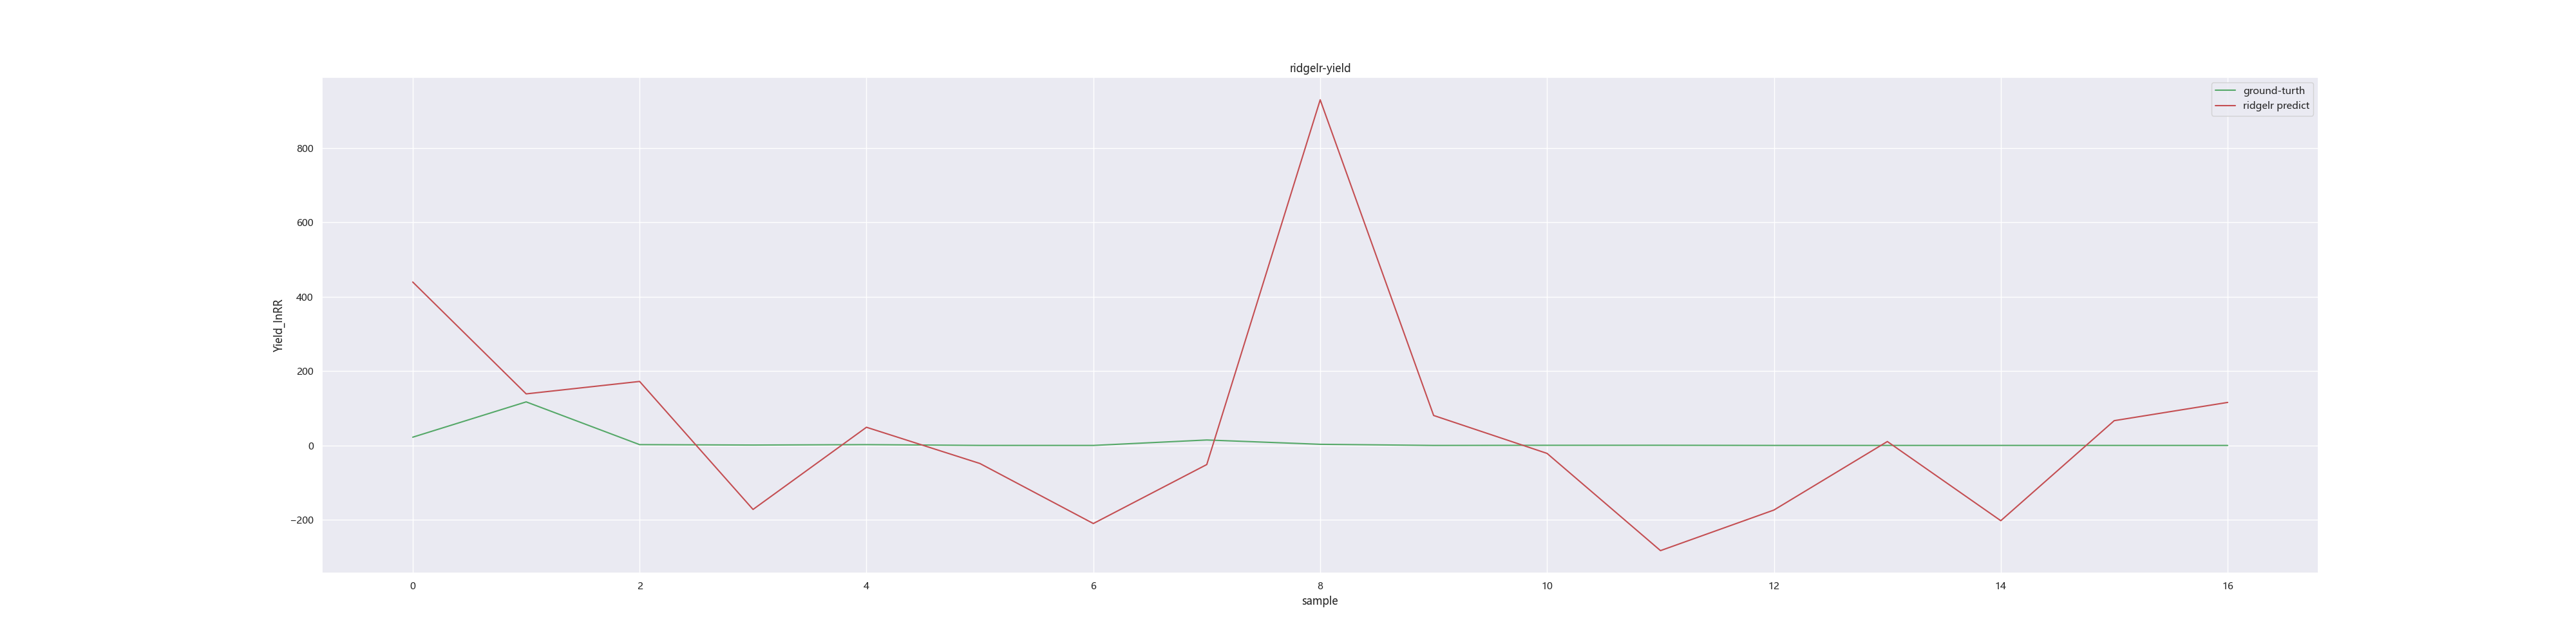 ridgelr-yield
ground-turth
ridgelr predict
800
600
400
200
0
−200
Yield_lnRR
0 2 4 6 8 10 12 14 16
sample